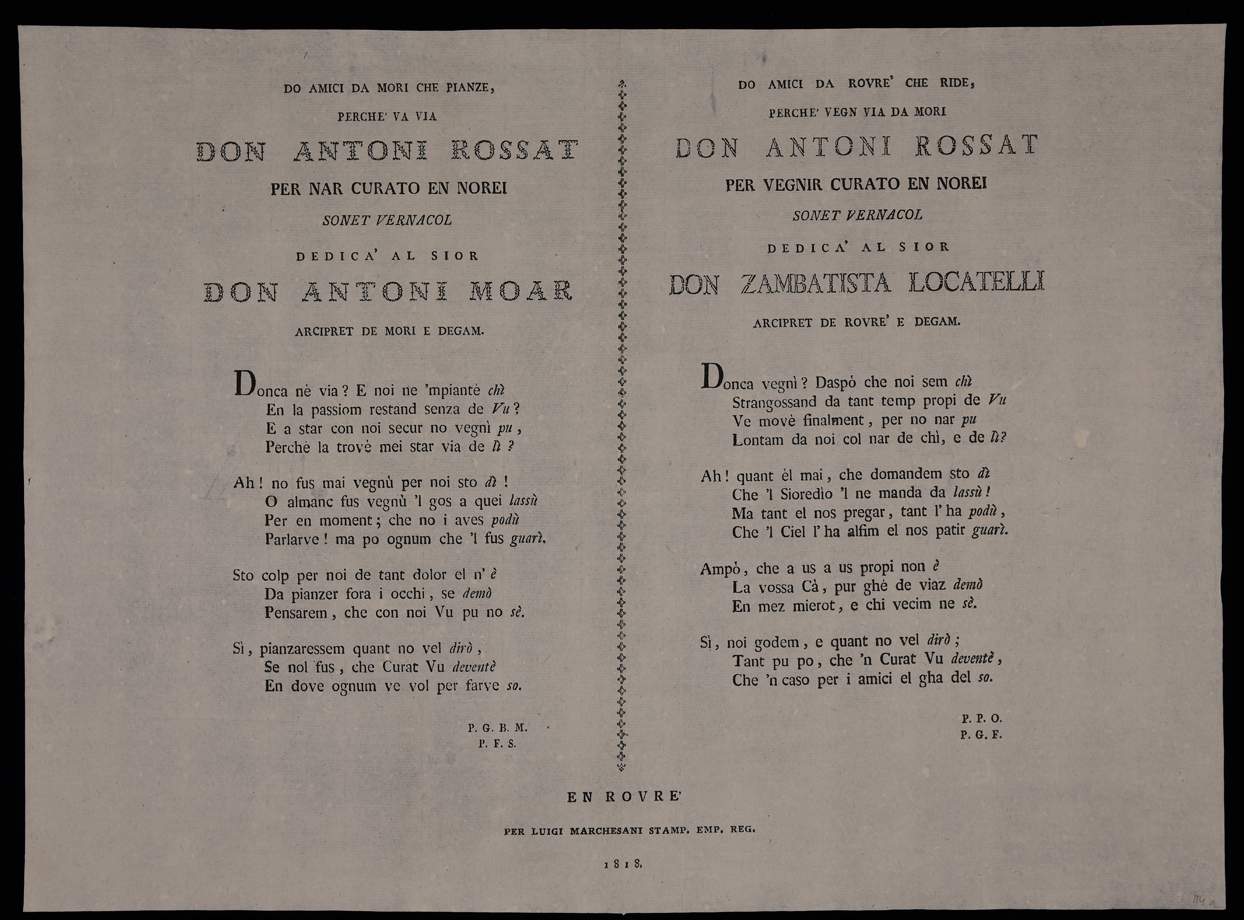 DO AMICI DA MORI CHE PIANZE,
PERCHE' VA VIA
DON ANTONI ROSSAT
PER NAR CURATO EN NOREI
SONET VERNACOL
DEDICA' AL SIOR
DON ANTONI MOAR
ARCIPRET DE MORI E DEGAM.
Donca nè via? E noi ne 'mpiantè chì
En la passiom restand senza de Vu?
E a star con noi secur no vegnì pu,
Perchè la trovè mei star via de lì?
Ah! no fus mai vegnù per noi sto dì!
O almanc fus vegnù 'l gos a quei lassù
Per en moment; che no i aves podù
Parlarve! ma po ognum che 'l fus guarì.
Sto colp per noi de tant dolor el n' è
Da pianzer fora i occhi, se demò
Pensarem, che con noi Vu pu no sè.
Sì, pianzaressem quant no vel dirò,
Se nol fus, che Curat Vu deventè
En dove ognum ve vol per farve so.
P. G. B. M.
P. F. S.
DO AMICI DA ROVRE' CHE RIDE,
PERCHE' VEGN VIA DA MORI
DON ANTONI ROSSAT
PER VEGNIR CURATO EN NOREI
SONET VERNACOL
DEDICA' AL SIOR
DON ZAMBATISTA LOCATELLI
ARCIPRET DE ROVRE' E DEGAM.
Donca vegnì? Daspò che noi sem chì
Strangossand da tant temp propi de Vu
Ve movè finalment, per no nar pu
Lontam da noi col nar de chì, e de lì?
Ah! quant èl mai, che domandem sto dì
Che 'l Sioredìo 'l ne manda da lassù!
Ma tant el nos pregar, tant l' ha podù,
Che 'l Ciel l' ha alfim el nos patir guarì.
Ampò, che a us a us propi non è
La vossa Cà, pur ghè de viaz demò
En mez mierot, e chi vecim ne sè.
Sì, noi godem, e quant no vel dirò;
Tant pu po, che 'n Curat Vu deventè,
Che 'n caso per i amici el gha del so.
P. P. O.
P. G. F.
EN ROVRE'
PER LUIGI MARCHESANI STAMP. EMP. REG.
1818.